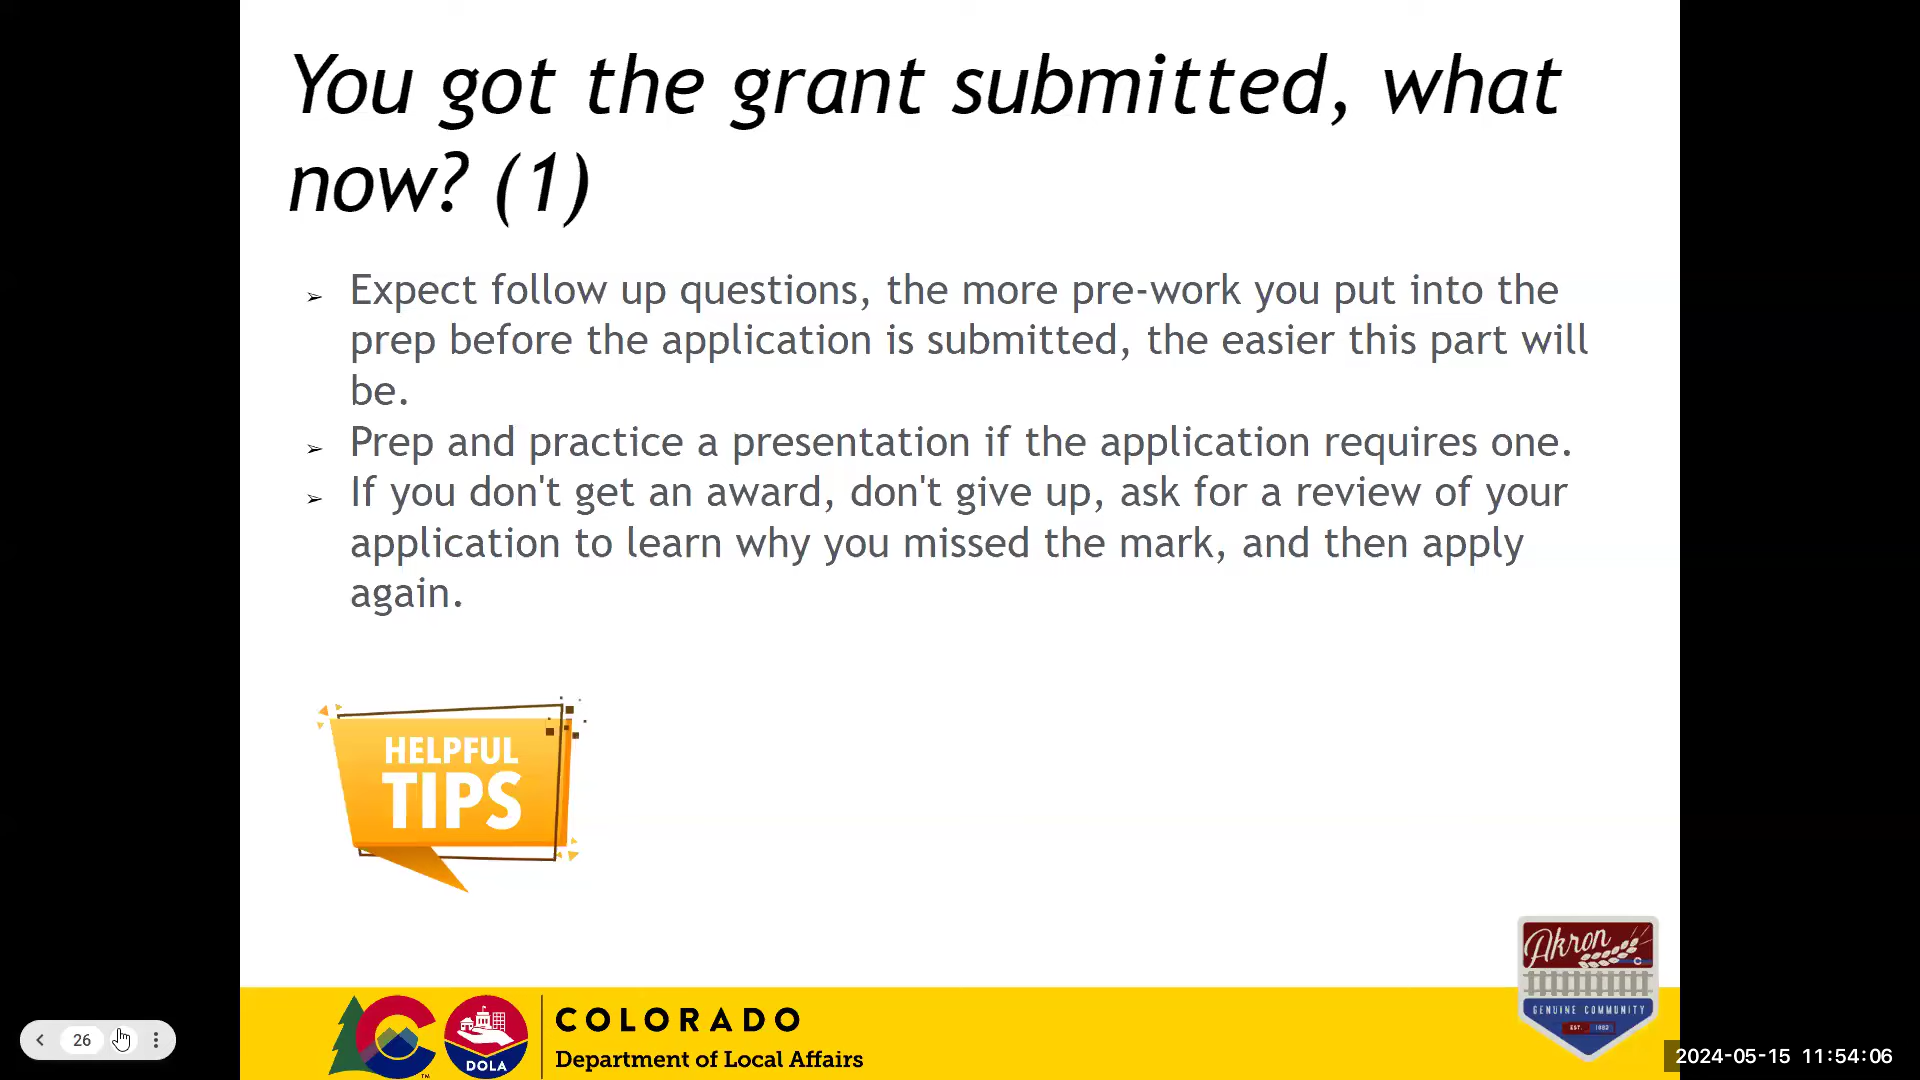 You got the grant submitted, what
now? (1)
➢ Expect follow up questions, the more pre-work you put into the
prep before the application is submitted, the easier this part will
be.
➢ Prep and practice a presentation if the application requires one.
➢ If you don't get an award, don't give up, ask for a review of your
application to learn why you missed the mark, and then apply
again.
HELPFUL
TIPS
Akron
GENUINE COMMUNITY
EST. 1882
COLORADO
Department of Local Affairs
DOLA
TM
26
2024-05-15 11:54:06